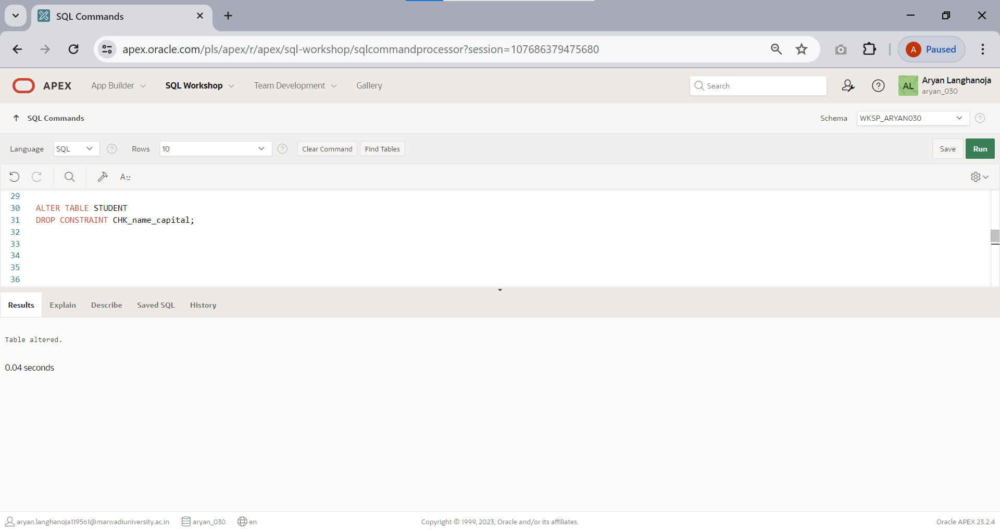 SQL Commands
apex.oracle.com/pls/apex/r/apex/sql-workshop/sqlcommandprocessor?session=107686379475680
A Paused
APEX App Builder SQL Workshop Team Development Gallery Search AL Aryan Langhanoja
aryan_030
SQL Commands Schema WKSP_ARYAN030
Language SQL Rows 10 Clear Command Find Tables Save Run
A
29
30 ALTER TABLE STUDENT
31 DROP CONSTRAINT CHK_name_capital;
32
33
34
35
36
Results Explain Describe Saved SQL History
Table altered.
0.04 seconds
aryan.langhanoja119561@marwadiuniversity.ac.in aryan_030 en Copyright © 1999, 2023, Oracle and/or its affiliates. Oracle APEX 23.2.4